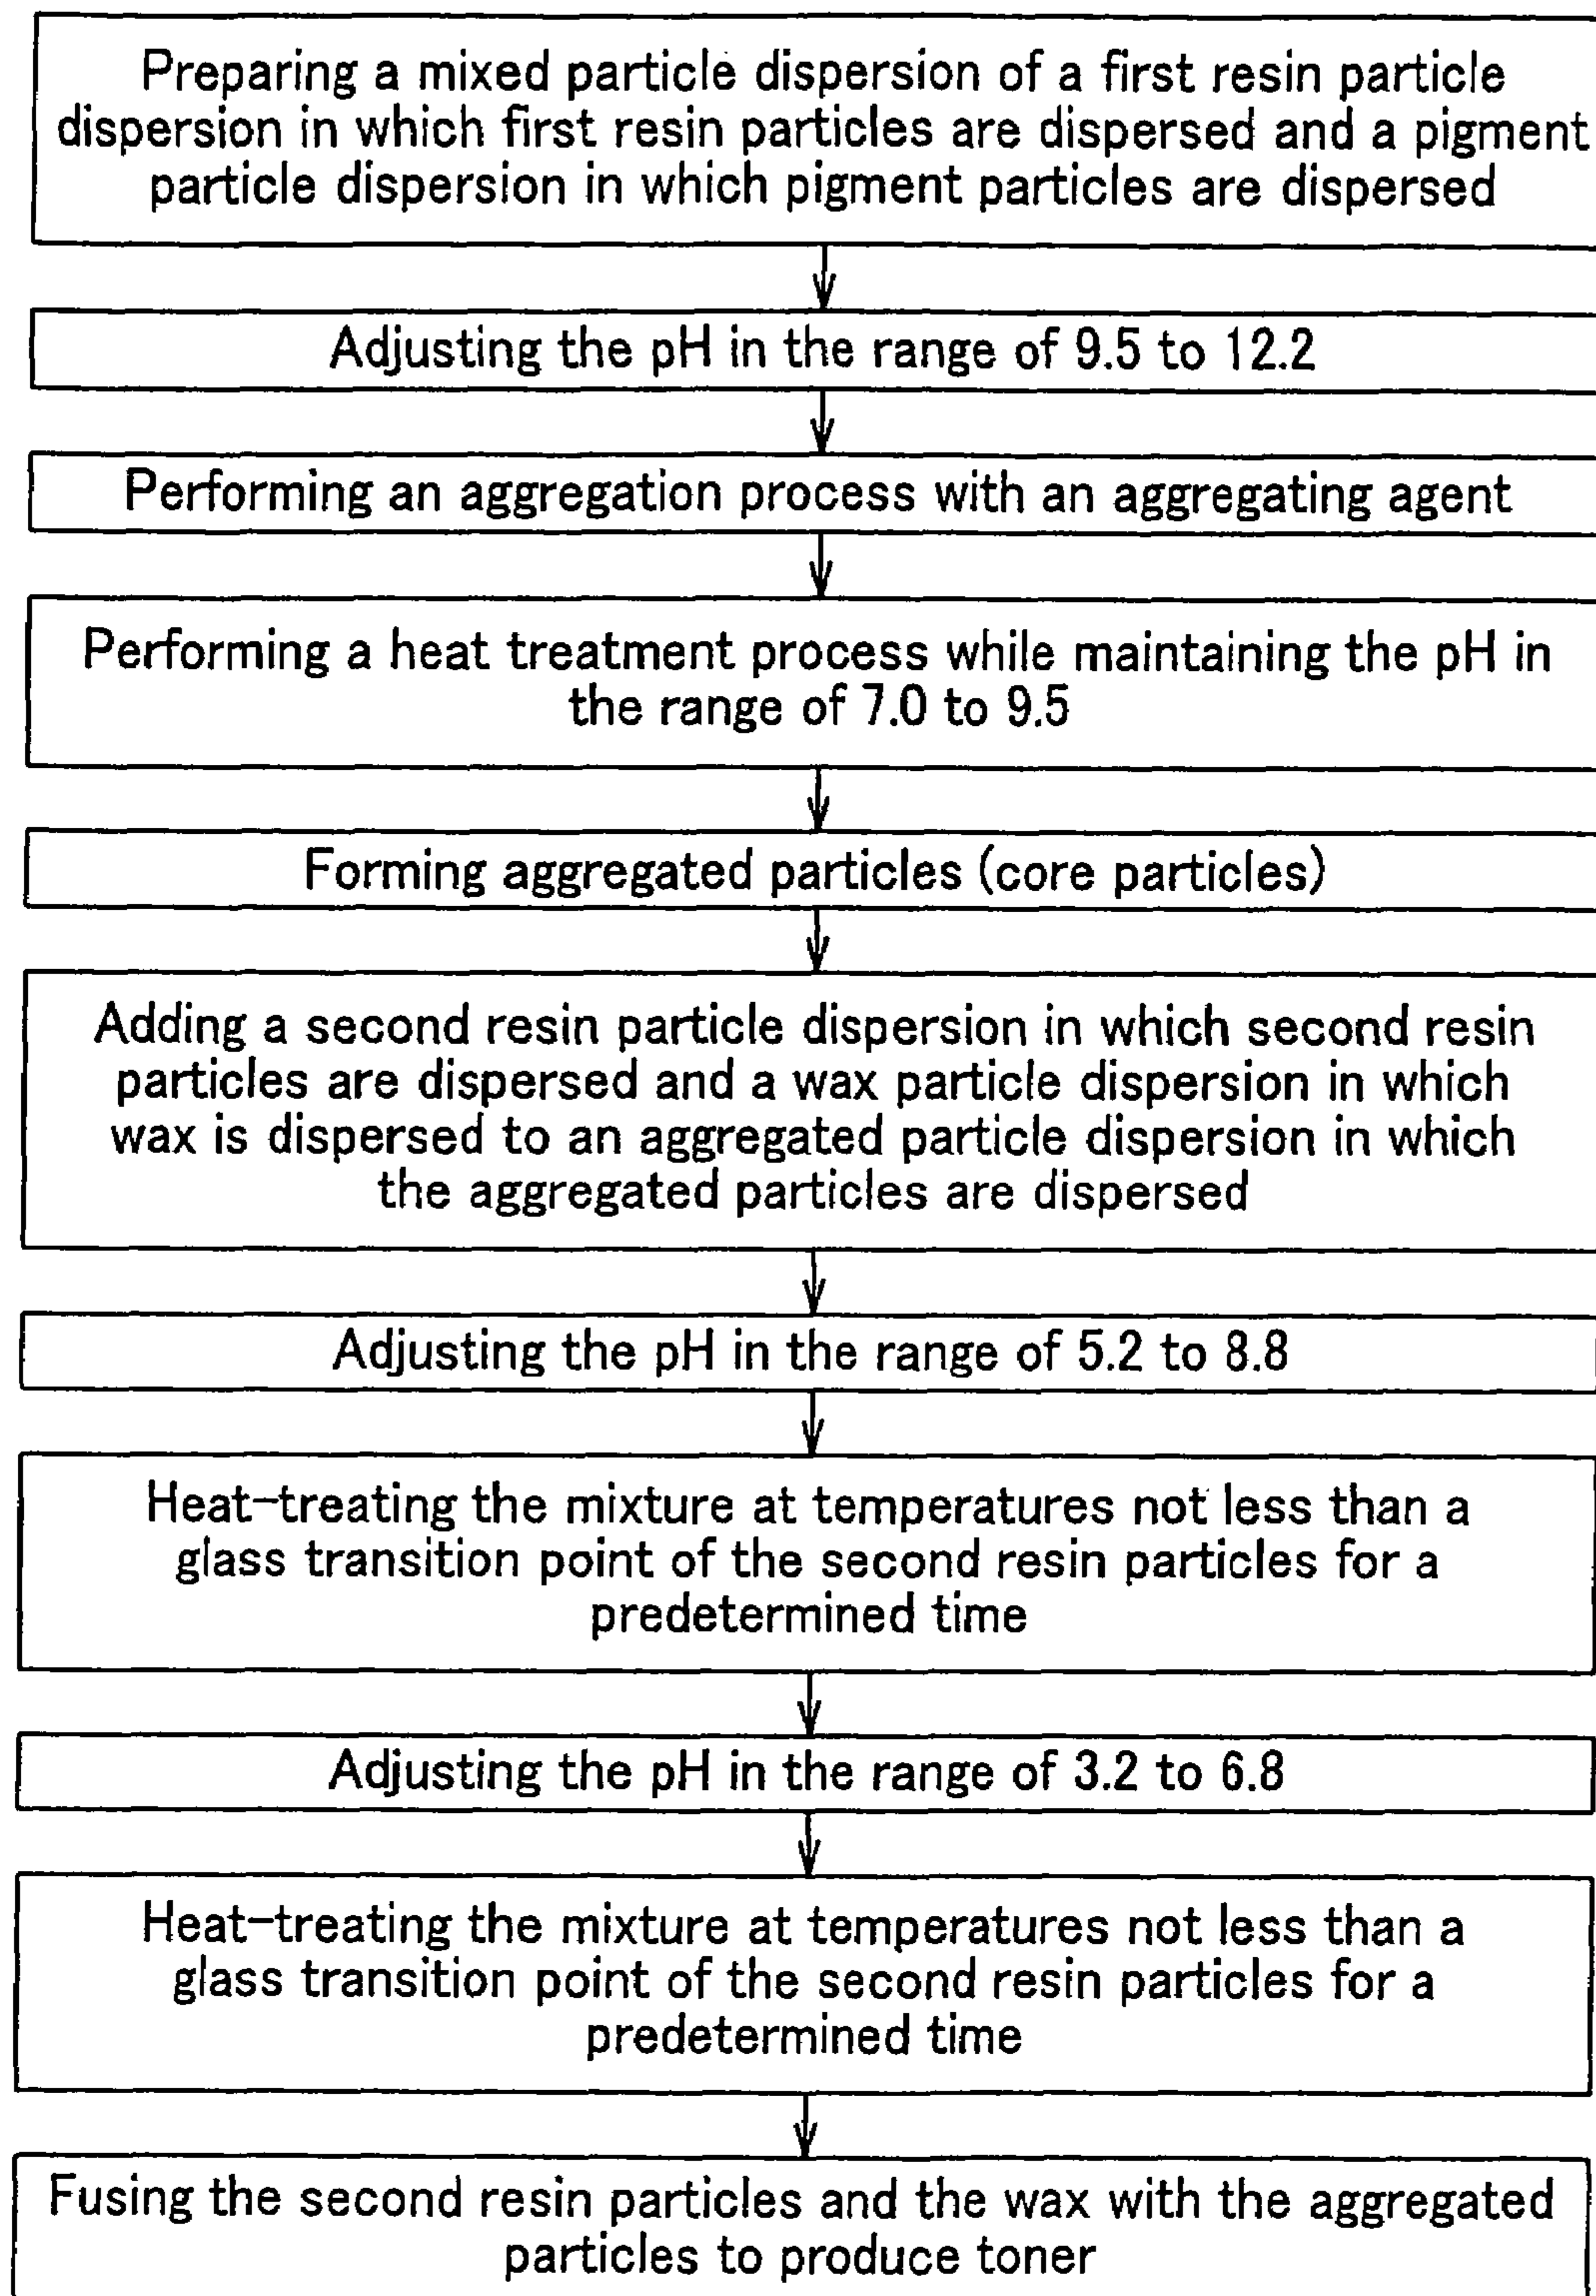 Preparing a mixed particle dispersion of a first resin particle
dispersion in which first resin particles are dispersed and a pigment
particle dispersion in which pigment particles are dispersed
Adjusting the pH in the range of 9.5 to 12.2
Performing an aggregation process with an aggregating agent
Performing a heat treatment process while maintaining the pH in
the range of 7.0 to 9.5
Forming aggregated particles (core particles)
Adding a second resin particle dispersion in which second resin
particles are dispersed and a wax particle dispersion in which
wax is dispersed to an aggregated particle dispersion in which
the aggregated particles are dispersed
Adjusting the pH in the range of 5.2 to 8.8
Heat-treating the mixture at temperatures not less than a
glass transition point of the second resin particles for a
predetermined time
Adjusting the pH in the range of 3.2 to 6.8
Heat-treating the mixture at temperatures not less than a
glass transition point of the second resin particles for a
predetermined time
Fusing the second resin particles and the wax with the aggregated
particles to produce toner